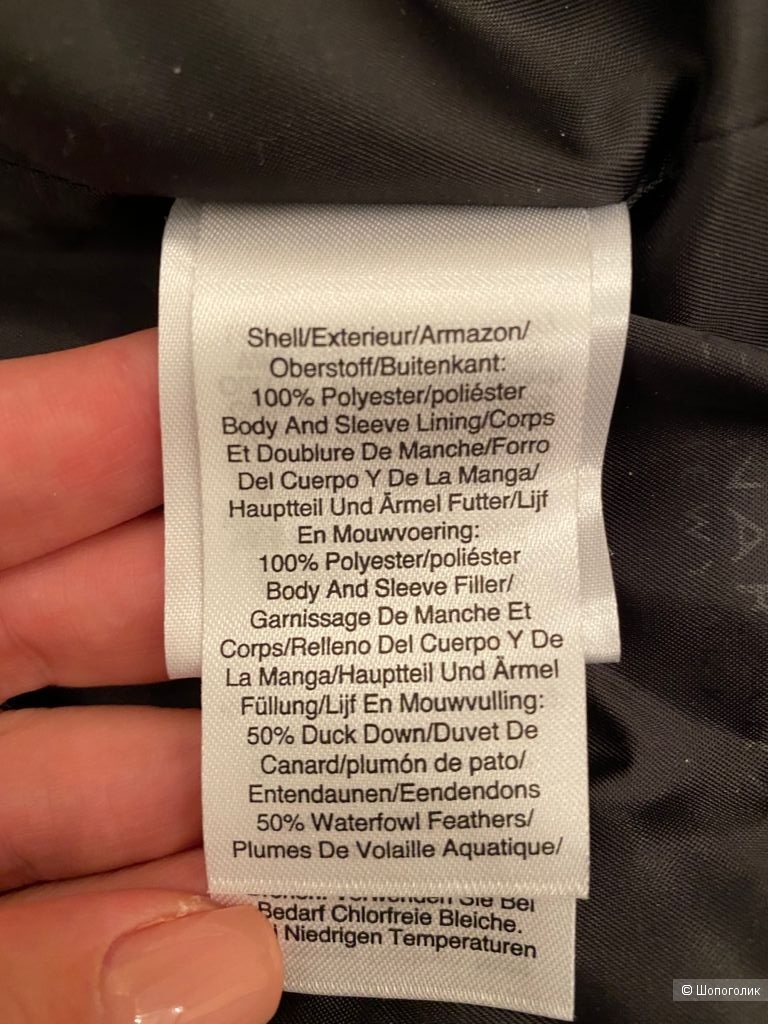 Shell/Exterieur/Armazon/
Oberstoff/Buitenkant:
100% Polyester/poliéster
Body And Sleeve Lining/Corps
Et Doublure De Manche/Forro
Del Cuerpo Y De La Manga/
Hauptteil Und Ärmel Futter/Lijf
En Mouwvoering:
100% Polyester/poliéster
Body And Sleeve Filler/
Garnissage De Manche Et
Corps/Relleno Del Cuerpo Y De
La Manga/Hauptteil Und Ärmel
Füllung/Lijf En Mouwvulling:
50% Duck Down/Duvet De
Canard/plumón de pato/
Entendaunen/Eendendons
50% Waterfowl Feathers/
Plumes De Volaille Aquatique/
Verwenden Sie Bei
Bedarf Chlorfreie Bleiche.
Niedrigen Temperaturen
© Шопоголик